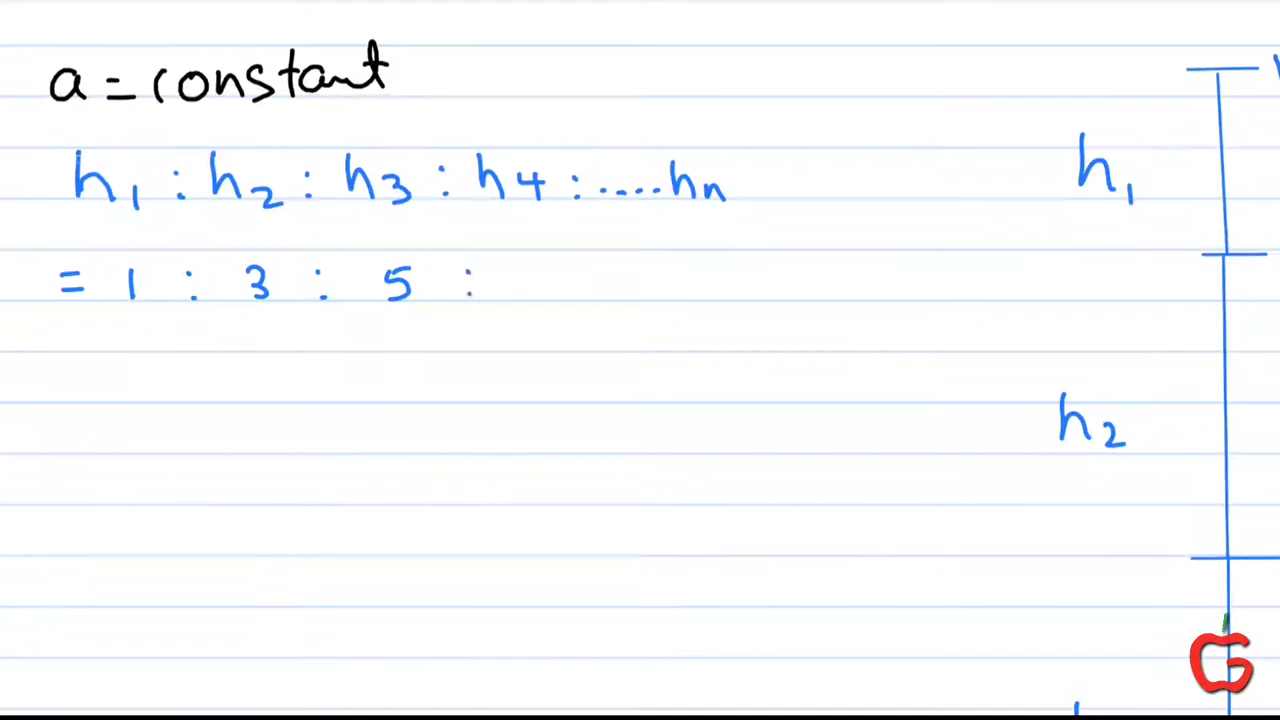 a = constant
h1 : h2 : h3 : h4 : ....hn
= 1 : 3 : 5 :
h1
h2
G